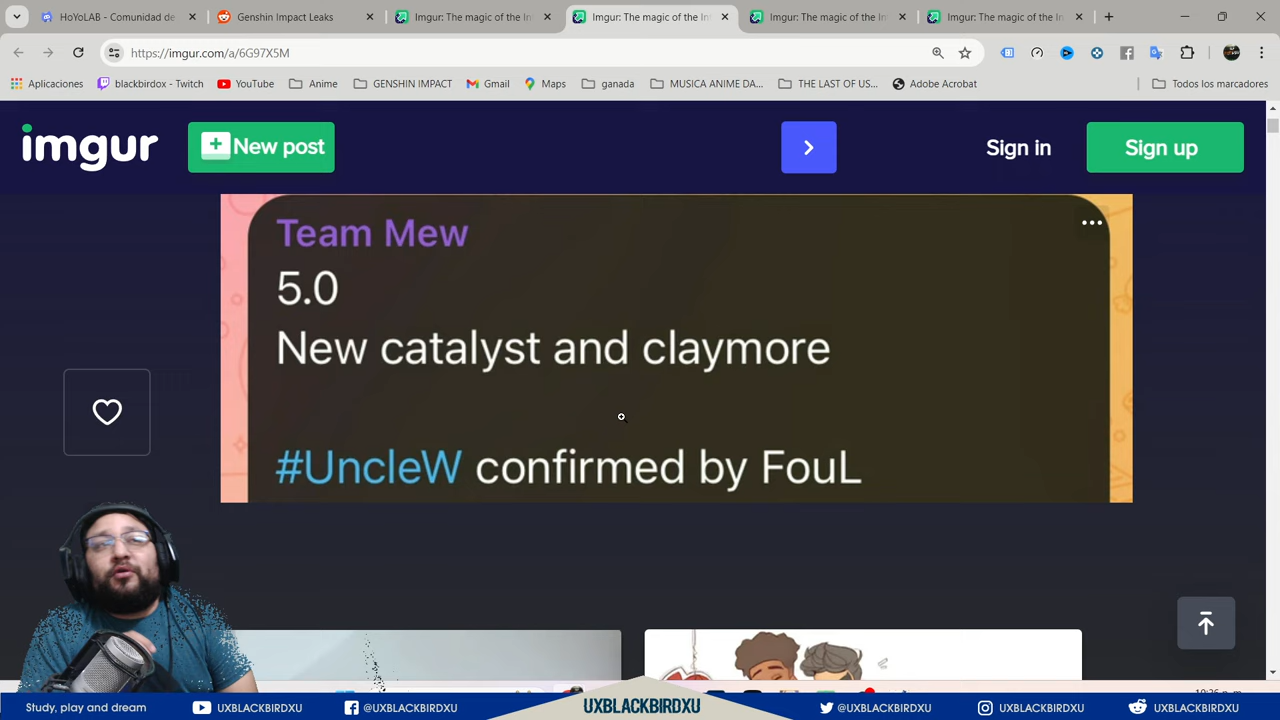 HoYoLAB - Comunidad de
Genshin Impact Leaks
Imgur: The magic of the In
Imgur: The magic of the In
Imgur: The magic of the In
Imgur: The magic of the In
https://imgur.com/a/6G97X5M
Aplicaciones
blackbirdox - Twitch
YouTube
Anime
GENSHIN IMPACT
Gmail
Maps
ganada
MUSICA ANIME DA...
THE LAST OF US...
Adobe Acrobat
Todos los marcadores
imgur
New post
Sign in
Sign up
Team Mew
5.0
New catalyst and claymore
#UncleW confirmed by FouL
Study, play and dream
UXBLACKBIRDXU
@UXBLACKBIRDXU
UXBLACKBIRDXU
@UXBLACKBIRDXU
UXBLACKBIRDXU
UXBLACKBIRDXU